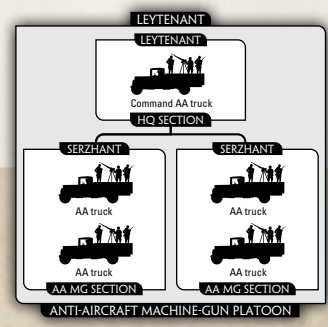 LEYTENANT
LEYTENANT
Command AA truck
HQ SECTION
SERZHANT SERZHANT
AA truck AA truck
AA truck AA truck
AA MG SECTION AA MG SECTION
ANTI-AIRCRAFT MACHINE-GUN PLATOON